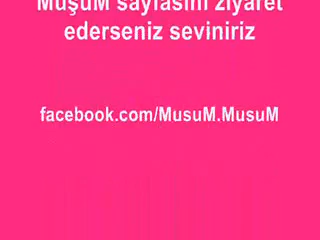 MuşuM sayfasını ziyaret
ederseniz seviniriz
facebook.com/MusuM.MusuM